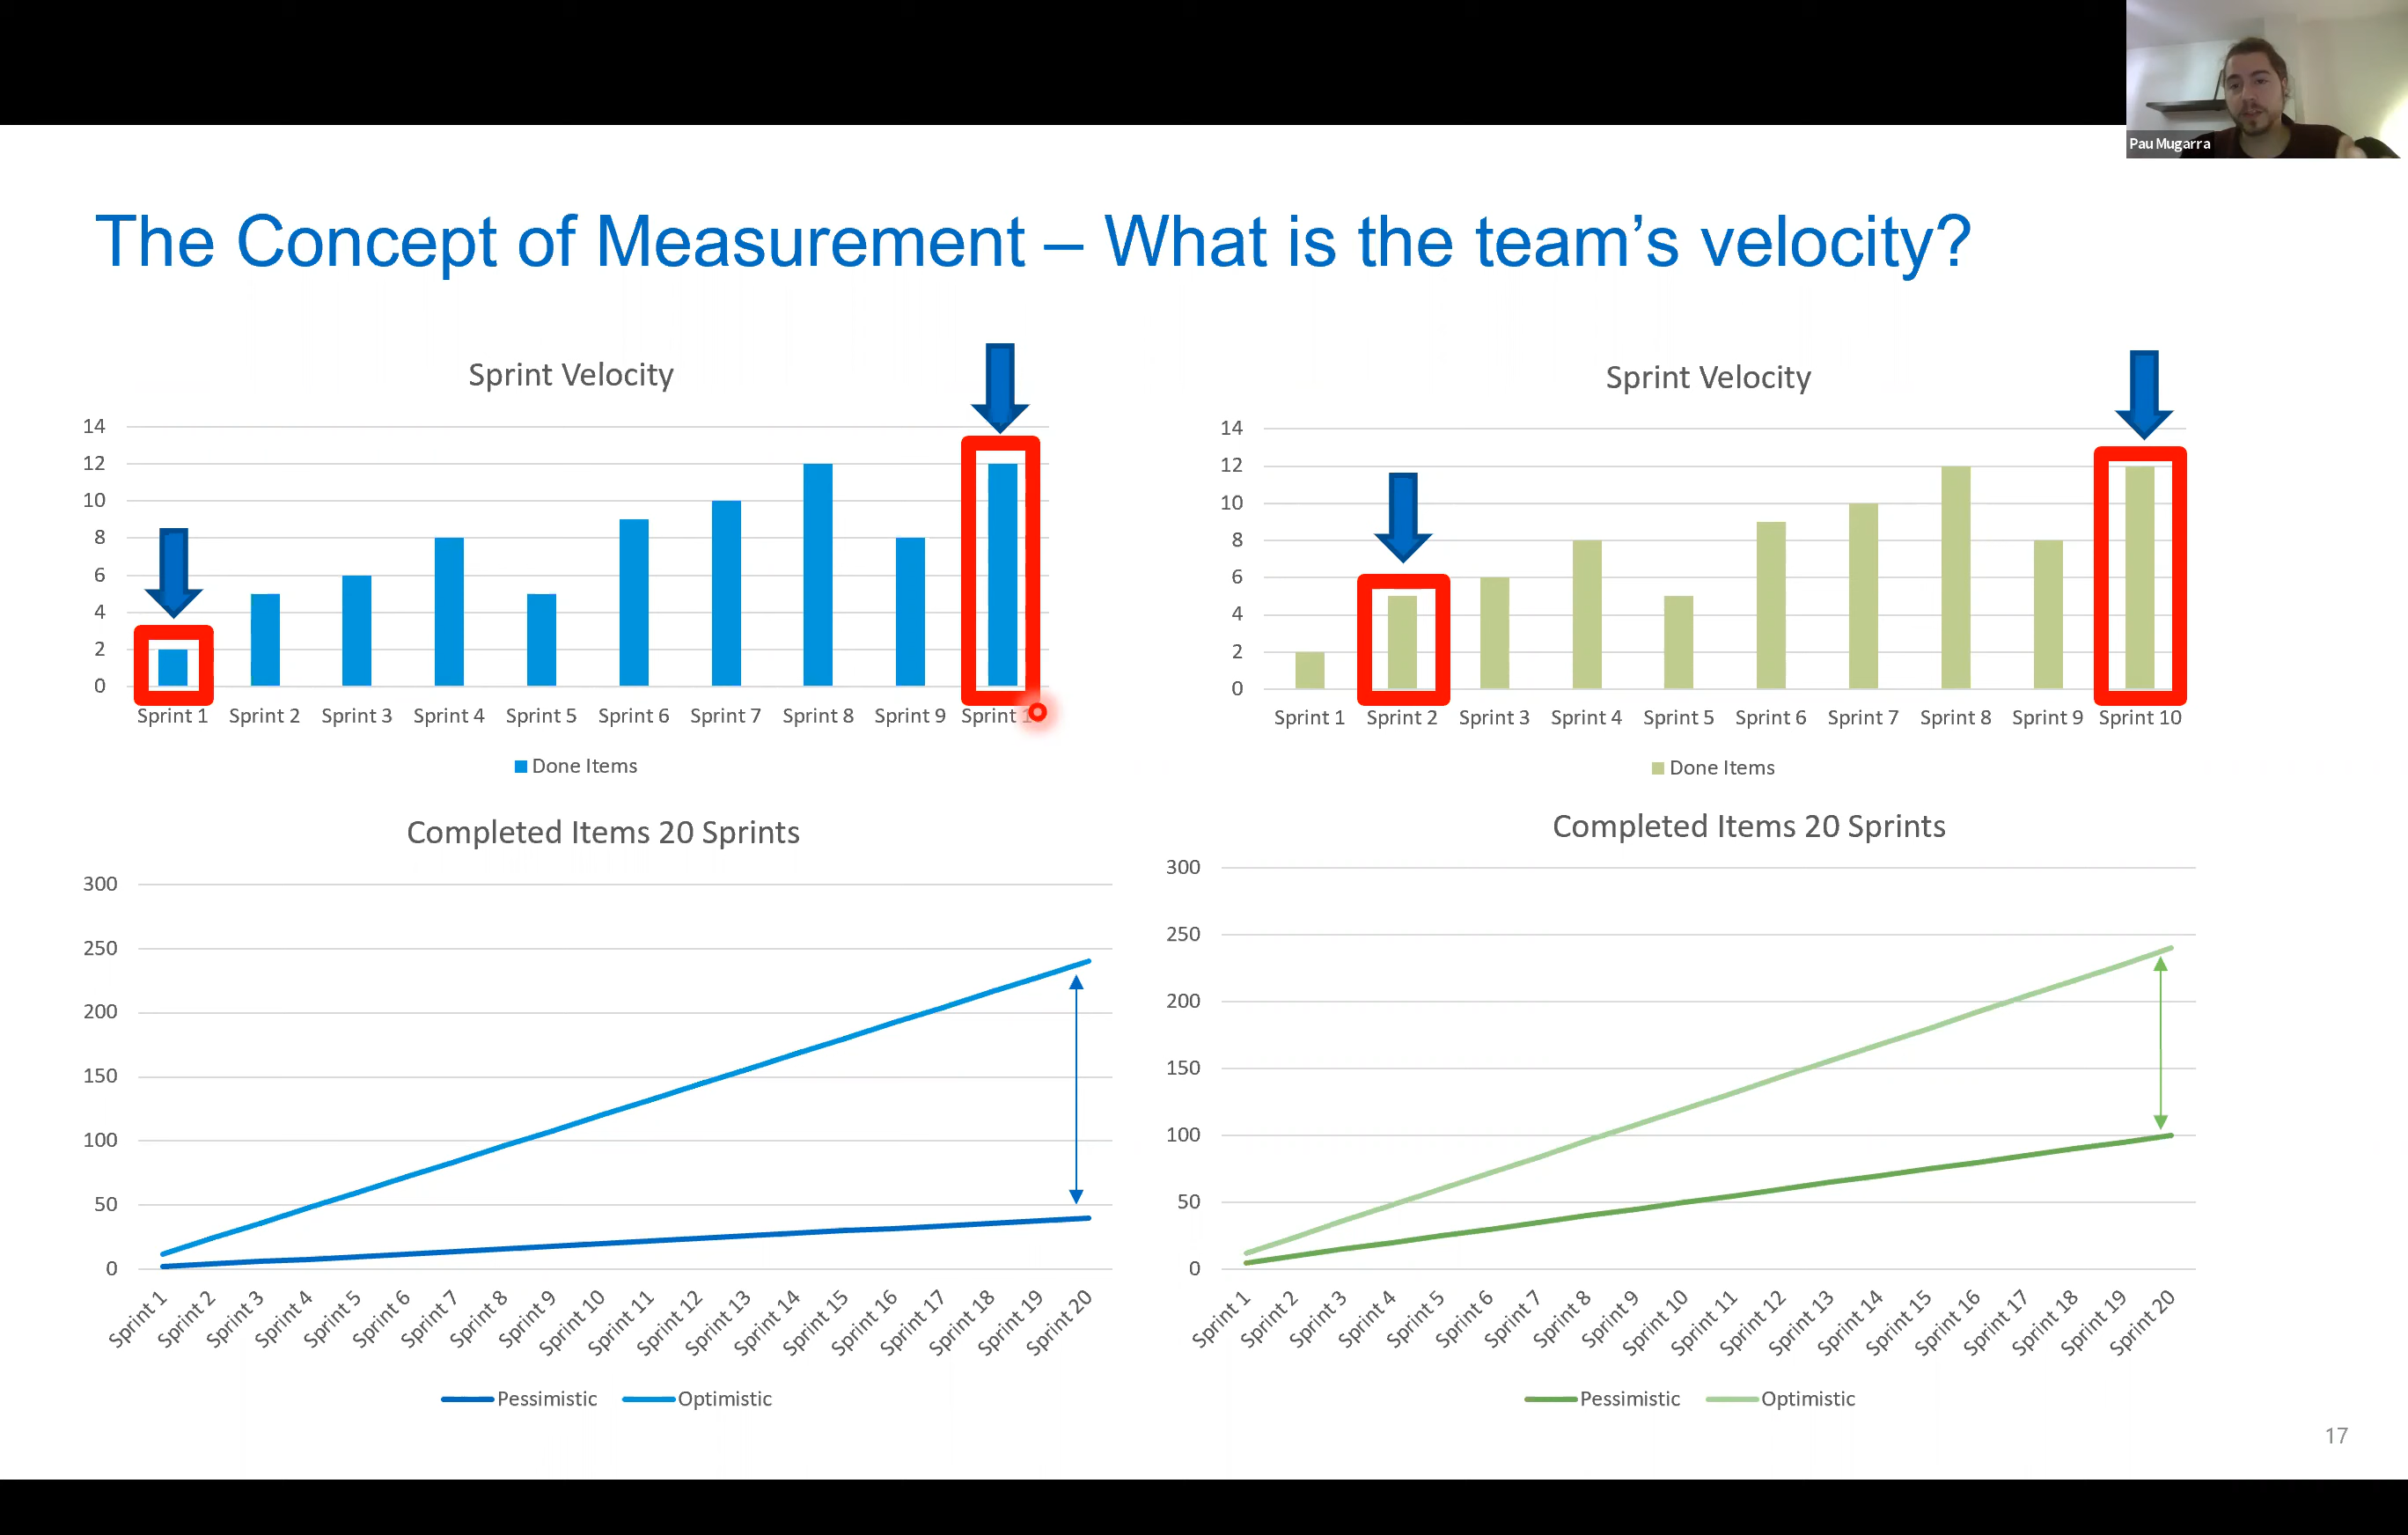 Pau Mugarra
The Concept of Measurement – What is the team's velocity?
Sprint Velocity
14
12
10
8
6
4
2
0
Sprint 1 Sprint 2 Sprint 3 Sprint 4 Sprint 5 Sprint 6 Sprint 7 Sprint 8 Sprint 9 Sprint 1
Done Items
Sprint Velocity
14
12
10
8
6
4
2
0
Sprint 1 Sprint 2 Sprint 3 Sprint 4 Sprint 5 Sprint 6 Sprint 7 Sprint 8 Sprint 9 Sprint 10
Done Items
Completed Items 20 Sprints
300
250
200
150
100
50
0
Sprint 1 Sprint 2 Sprint 3 Sprint 4 Sprint 5 Sprint 6 Sprint 7 Sprint 8 Sprint 9 Sprint 10 Sprint 11 Sprint 12 Sprint 13 Sprint 14 Sprint 15 Sprint 16 Sprint 17 Sprint 18 Sprint 19 Sprint 20
Pessimistic Optimistic
Completed Items 20 Sprints
300
250
200
150
100
50
0
Sprint 1 Sprint 2 Sprint 3 Sprint 4 Sprint 5 Sprint 6 Sprint 7 Sprint 8 Sprint 9 Sprint 10 Sprint 11 Sprint 12 Sprint 13 Sprint 14 Sprint 15 Sprint 16 Sprint 17 Sprint 18 Sprint 19 Sprint 20
Pessimistic Optimistic
17